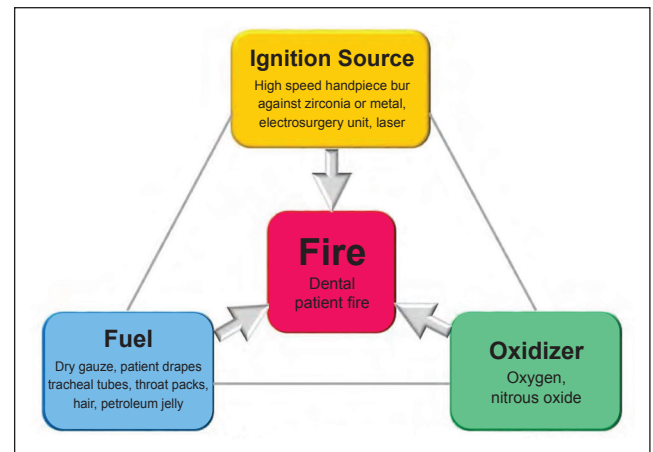 Ignition Source
High speed handpiece bur
against zirconia or metal,
electrosurgery unit, laser
Fire
Dental
patient fire
Fuel
Dry gauze, patient drapes
tracheal tubes, throat packs,
hair, petroleum jelly
Oxidizer
Oxygen,
nitrous oxide